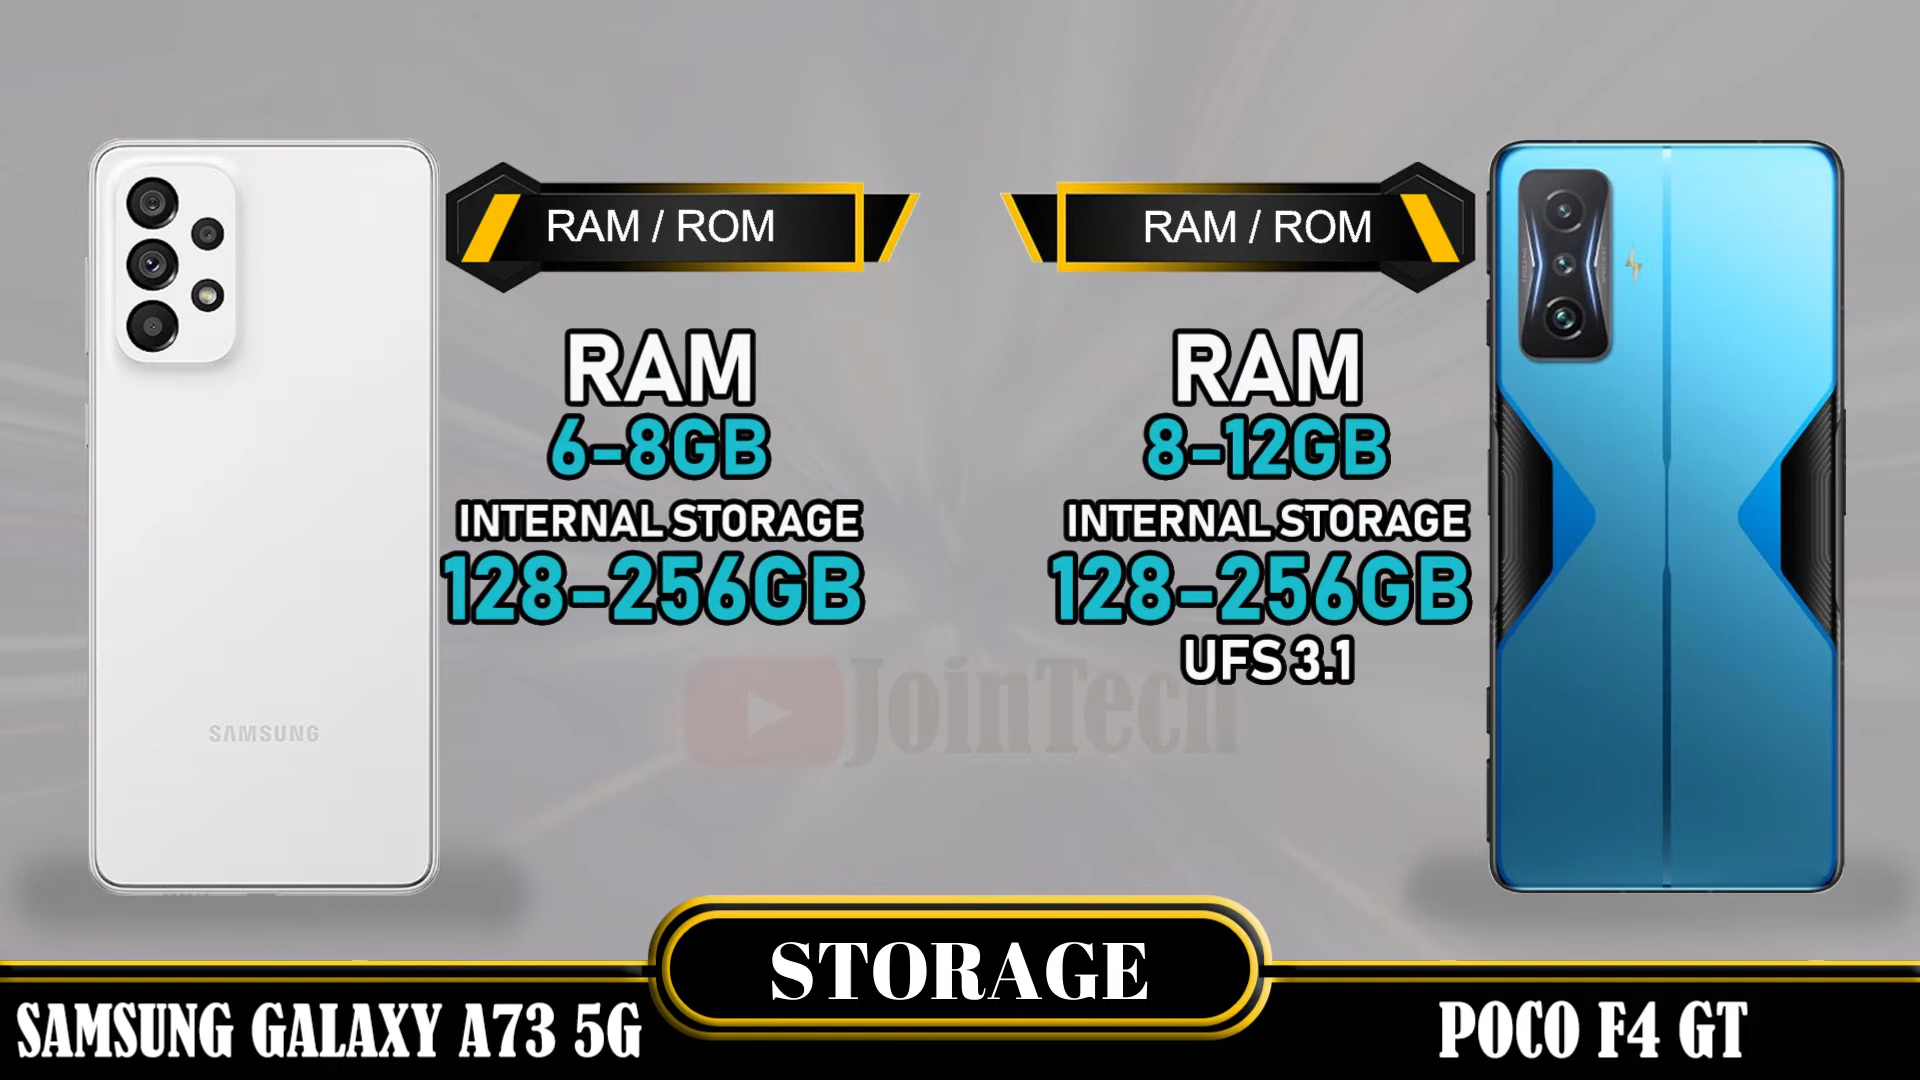 RAM / ROM
RAM
6-8GB
INTERNAL STORAGE
128-256GB
SAMSUNG
RAM / ROM
RAM
8-12GB
INTERNAL STORAGE
128-256GB
UFS 3.1
JoinTech
STORAGE
SAMSUNG GALAXY A73 5G
POCO F4 GT